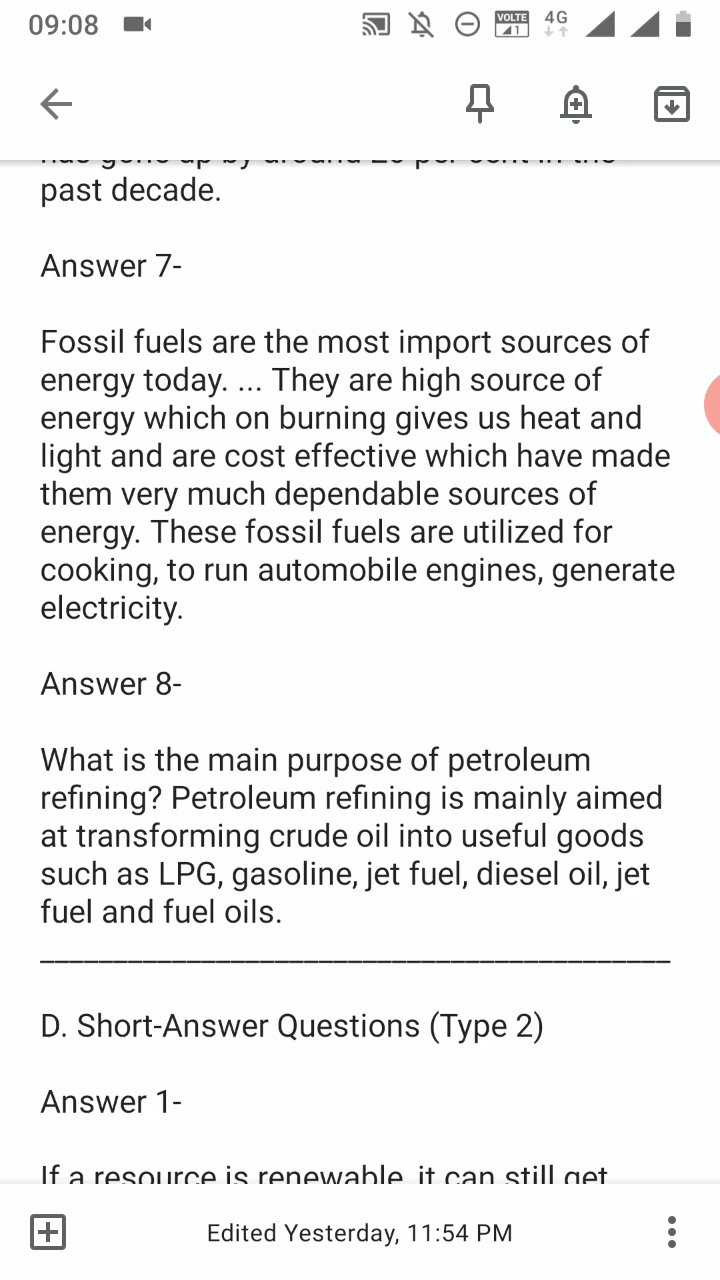 09:08
VOLTE
1
4G
past decade.
Answer 7-
Fossil fuels are the most import sources of
energy today. ... They are high source of
energy which on burning gives us heat and
light and are cost effective which have made
them very much dependable sources of
energy. These fossil fuels are utilized for
cooking, to run automobile engines, generate
electricity.
Answer 8-
What is the main purpose of petroleum
refining? Petroleum refining is mainly aimed
at transforming crude oil into useful goods
such as LPG, gasoline, jet fuel, diesel oil, jet
fuel and fuel oils.
D. Short-Answer Questions (Type 2)
Answer 1-
If a resource is renewable, it can still get
Edited Yesterday, 11:54 PM